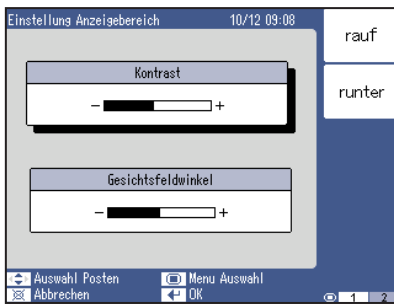 Einstellung Anzeigebereich 10/12 09:08
rauf
Kontrast
- +
runter
Gesichtsfeldwinkel
- +
Auswahl Posten Menu Auswahl
Abbrechen OK
1 2